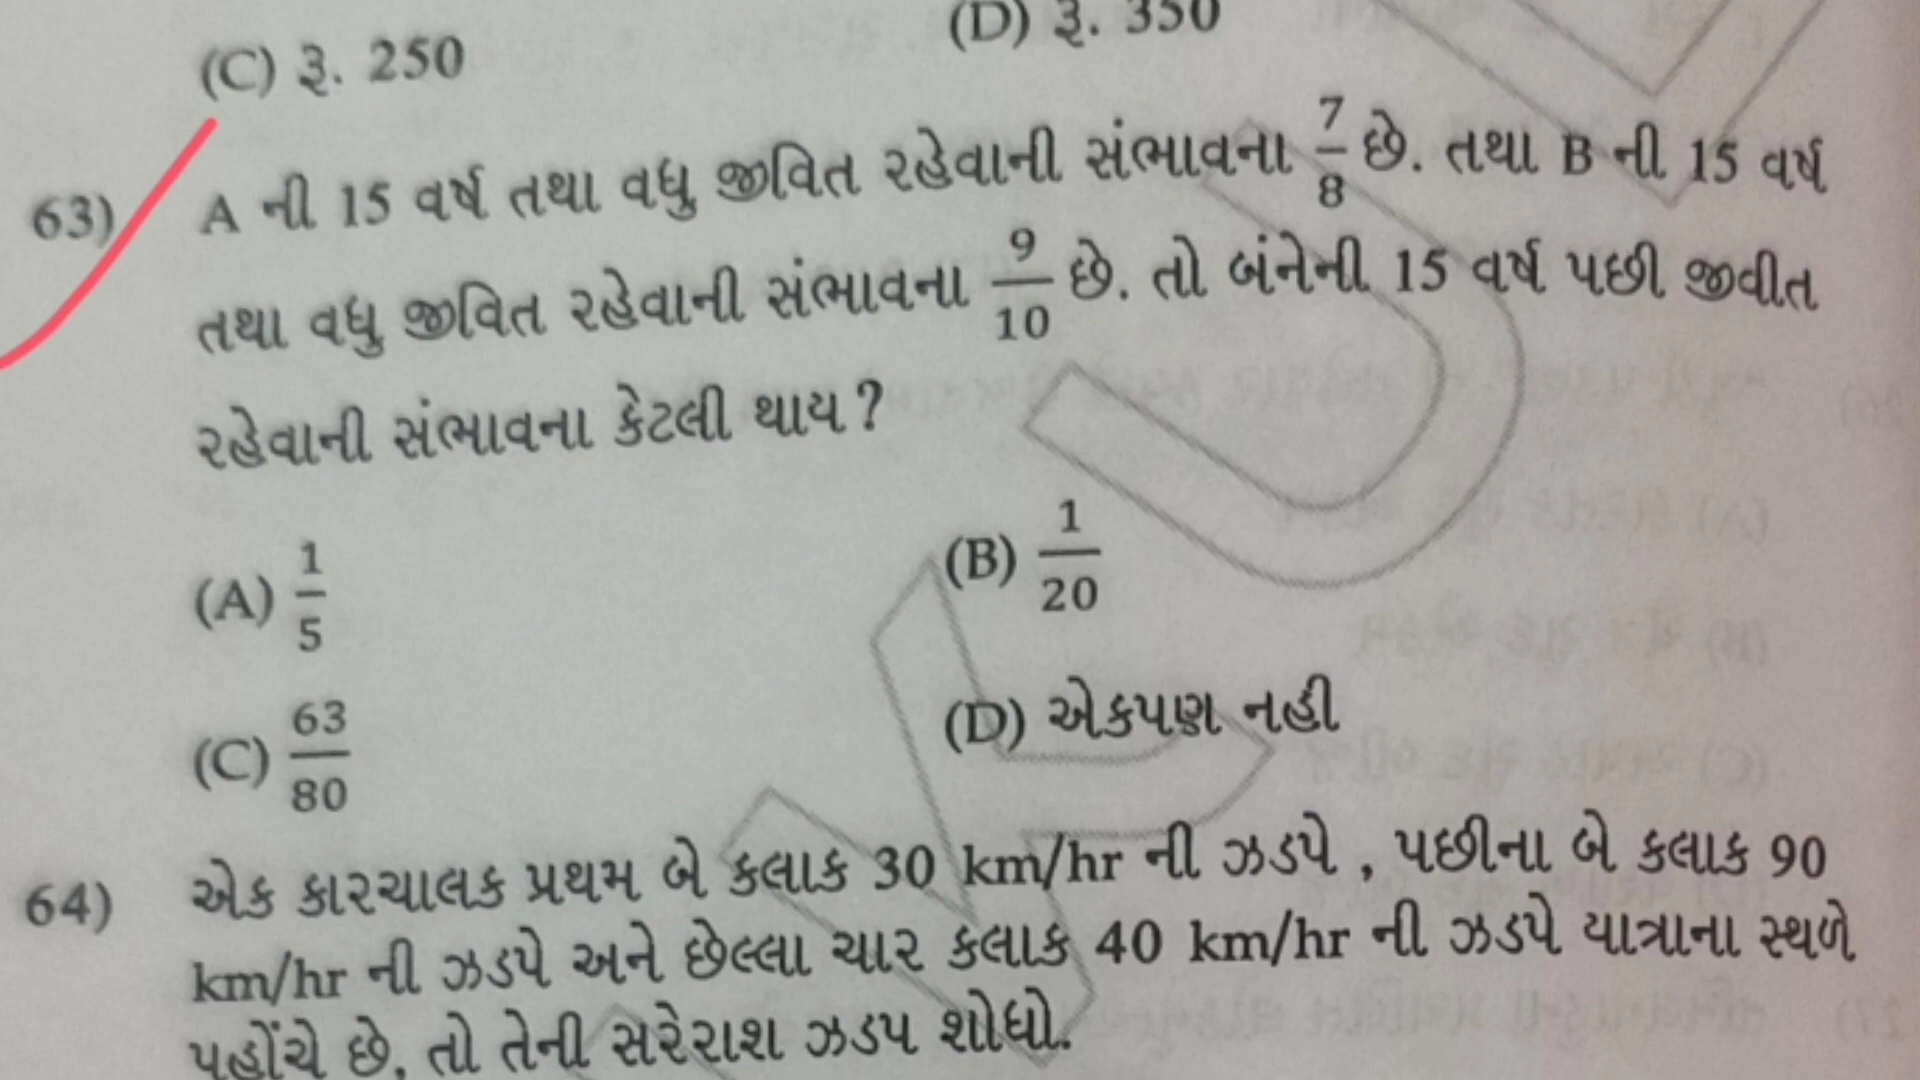 (C) રૂ. 250 (D) રૂ. 350
63) A ની 15 વર્ષ તથા વધુ જીવિત રહેવાની સંભાવના 7/8 છે. તથા B ની 15 વર્ષ
તથા વધુ જીવિત રહેવાની સંભાવના 9/10 છે. તો બંનેની 15 વર્ષ પછી જીવીત
રહેવાની સંભાવના કેટલી થાય?
(A) 1/5 (B) 1/20
(C) 63/80 (D) એકપણ નહી
64) એક કારચાલક પ્રથમ બે કલાક 30 km/hr ની ઝડપે , પછીના બે કલાક 90
km/hr ની ઝડપે અને છેલ્લા ચાર કલાક 40 km/hr ની ઝડપે યાત્રાના સ્થળે
પહોંચે છે, તો તેની સરેરાશ ઝડપ શોધો.